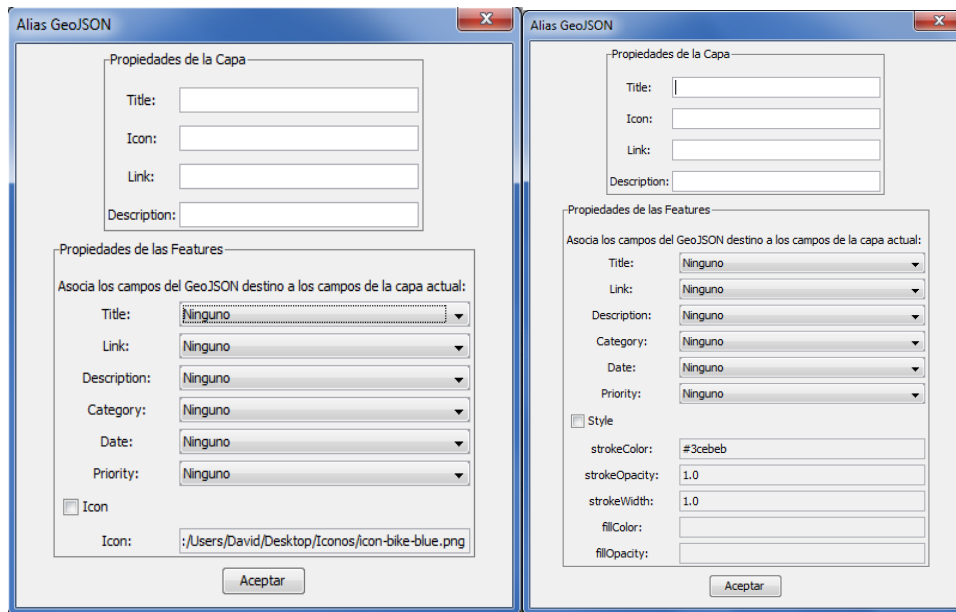 Alias GeoJSON
Propiedades de la Capa
Title:
Icon:
Link:
Description:
Propiedades de las Features
Asocia los campos del GeoJSON destino a los campos de la capa actual:
Title: Ninguno
Link: Ninguno
Description: Ninguno
Category: Ninguno
Date: Ninguno
Priority: Ninguno
Icon
Icon: :/Users/David/Desktop/Iconos/icon-bike-blue.png
Aceptar
Alias GeoJSON
Propiedades de la Capa
Title:
Icon:
Link:
Description:
Propiedades de las Features
Asocia los campos del GeoJSON destino a los campos de la capa actual:
Title: Ninguno
Link: Ninguno
Description: Ninguno
Category: Ninguno
Date: Ninguno
Priority: Ninguno
Style
strokeColor: #3cebeb
strokeOpacity: 1.0
strokeWidth: 1.0
fillColor:
fillOpacity:
Aceptar